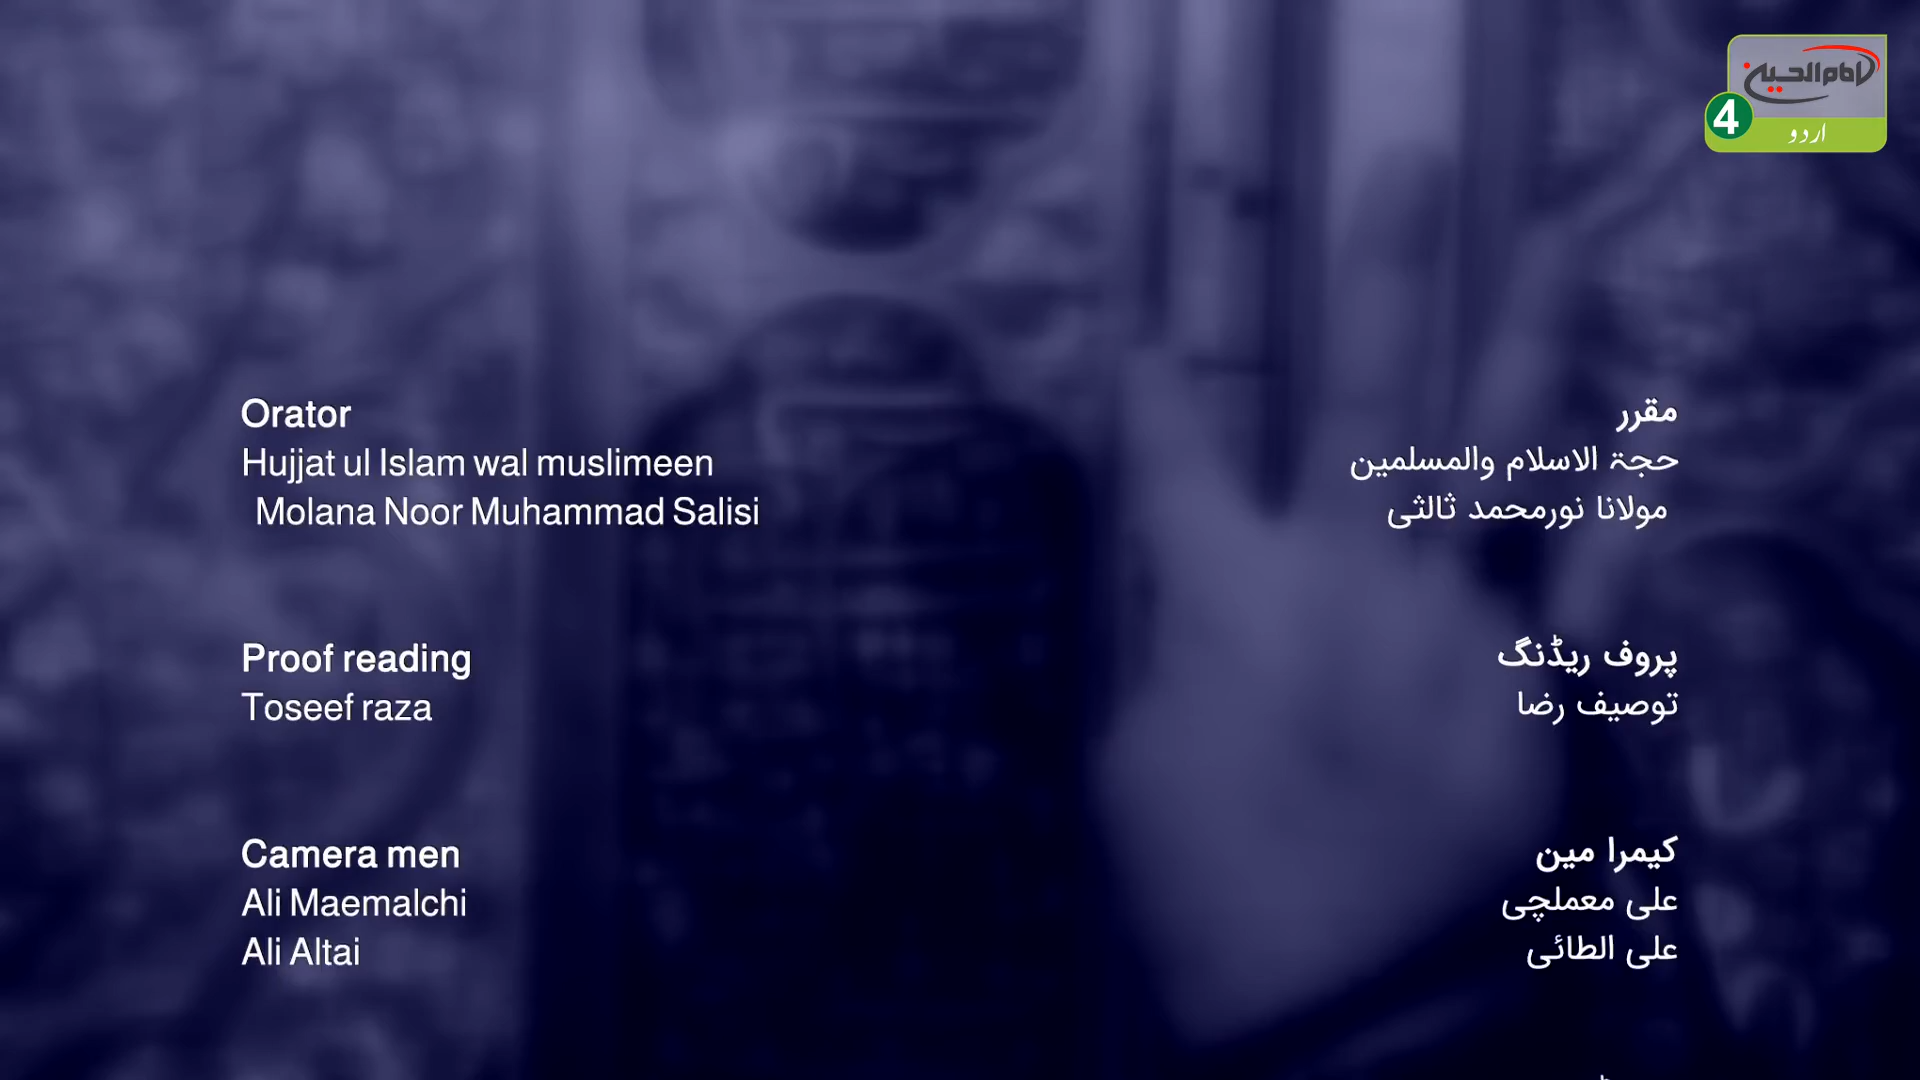 امام الحسین
4
اردو
Orator
Hujjat ul Islam wal muslimeen
Molana Noor Muhammad Salisi
مقرر
حجۃ الاسلام والمسلمین
مولانا نورمحمد ثالثی
Proof reading
Toseef raza
پروف ریڈنگ
توصیف رضا
Camera men
Ali Maemalchi
Ali Altai
کیمرا مین
علی معملچی
علی الطائی